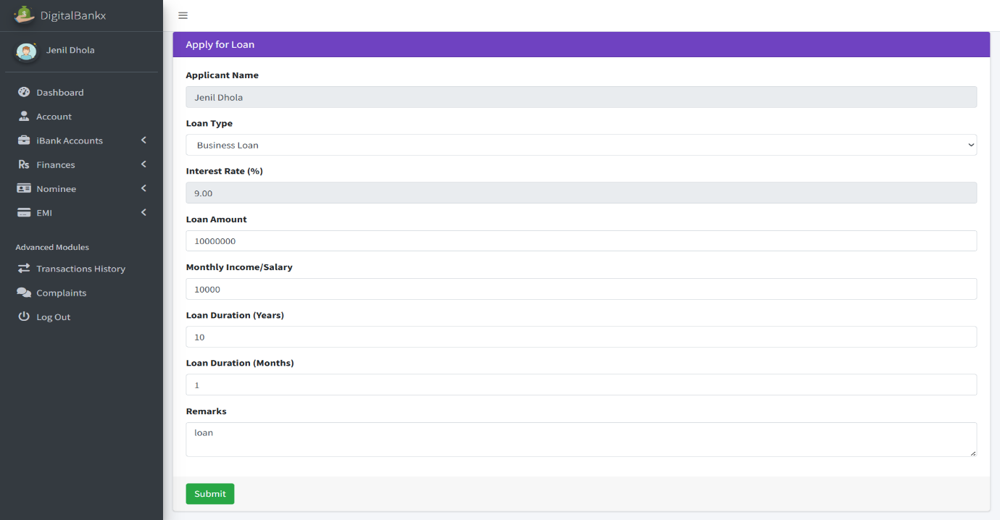 DigitalBankx
Jenil Dhola
Dashboard
Account
iBank Accounts
Rs Finances
Nominee
EMI
Advanced Modules
Transactions History
Complaints
Log Out
Apply for Loan
Applicant Name
Jenil Dhola
Loan Type
Business Loan
Interest Rate (%)
9.00
Loan Amount
10000000
Monthly Income/Salary
10000
Loan Duration (Years)
10
Loan Duration (Months)
1
Remarks
loan
Submit